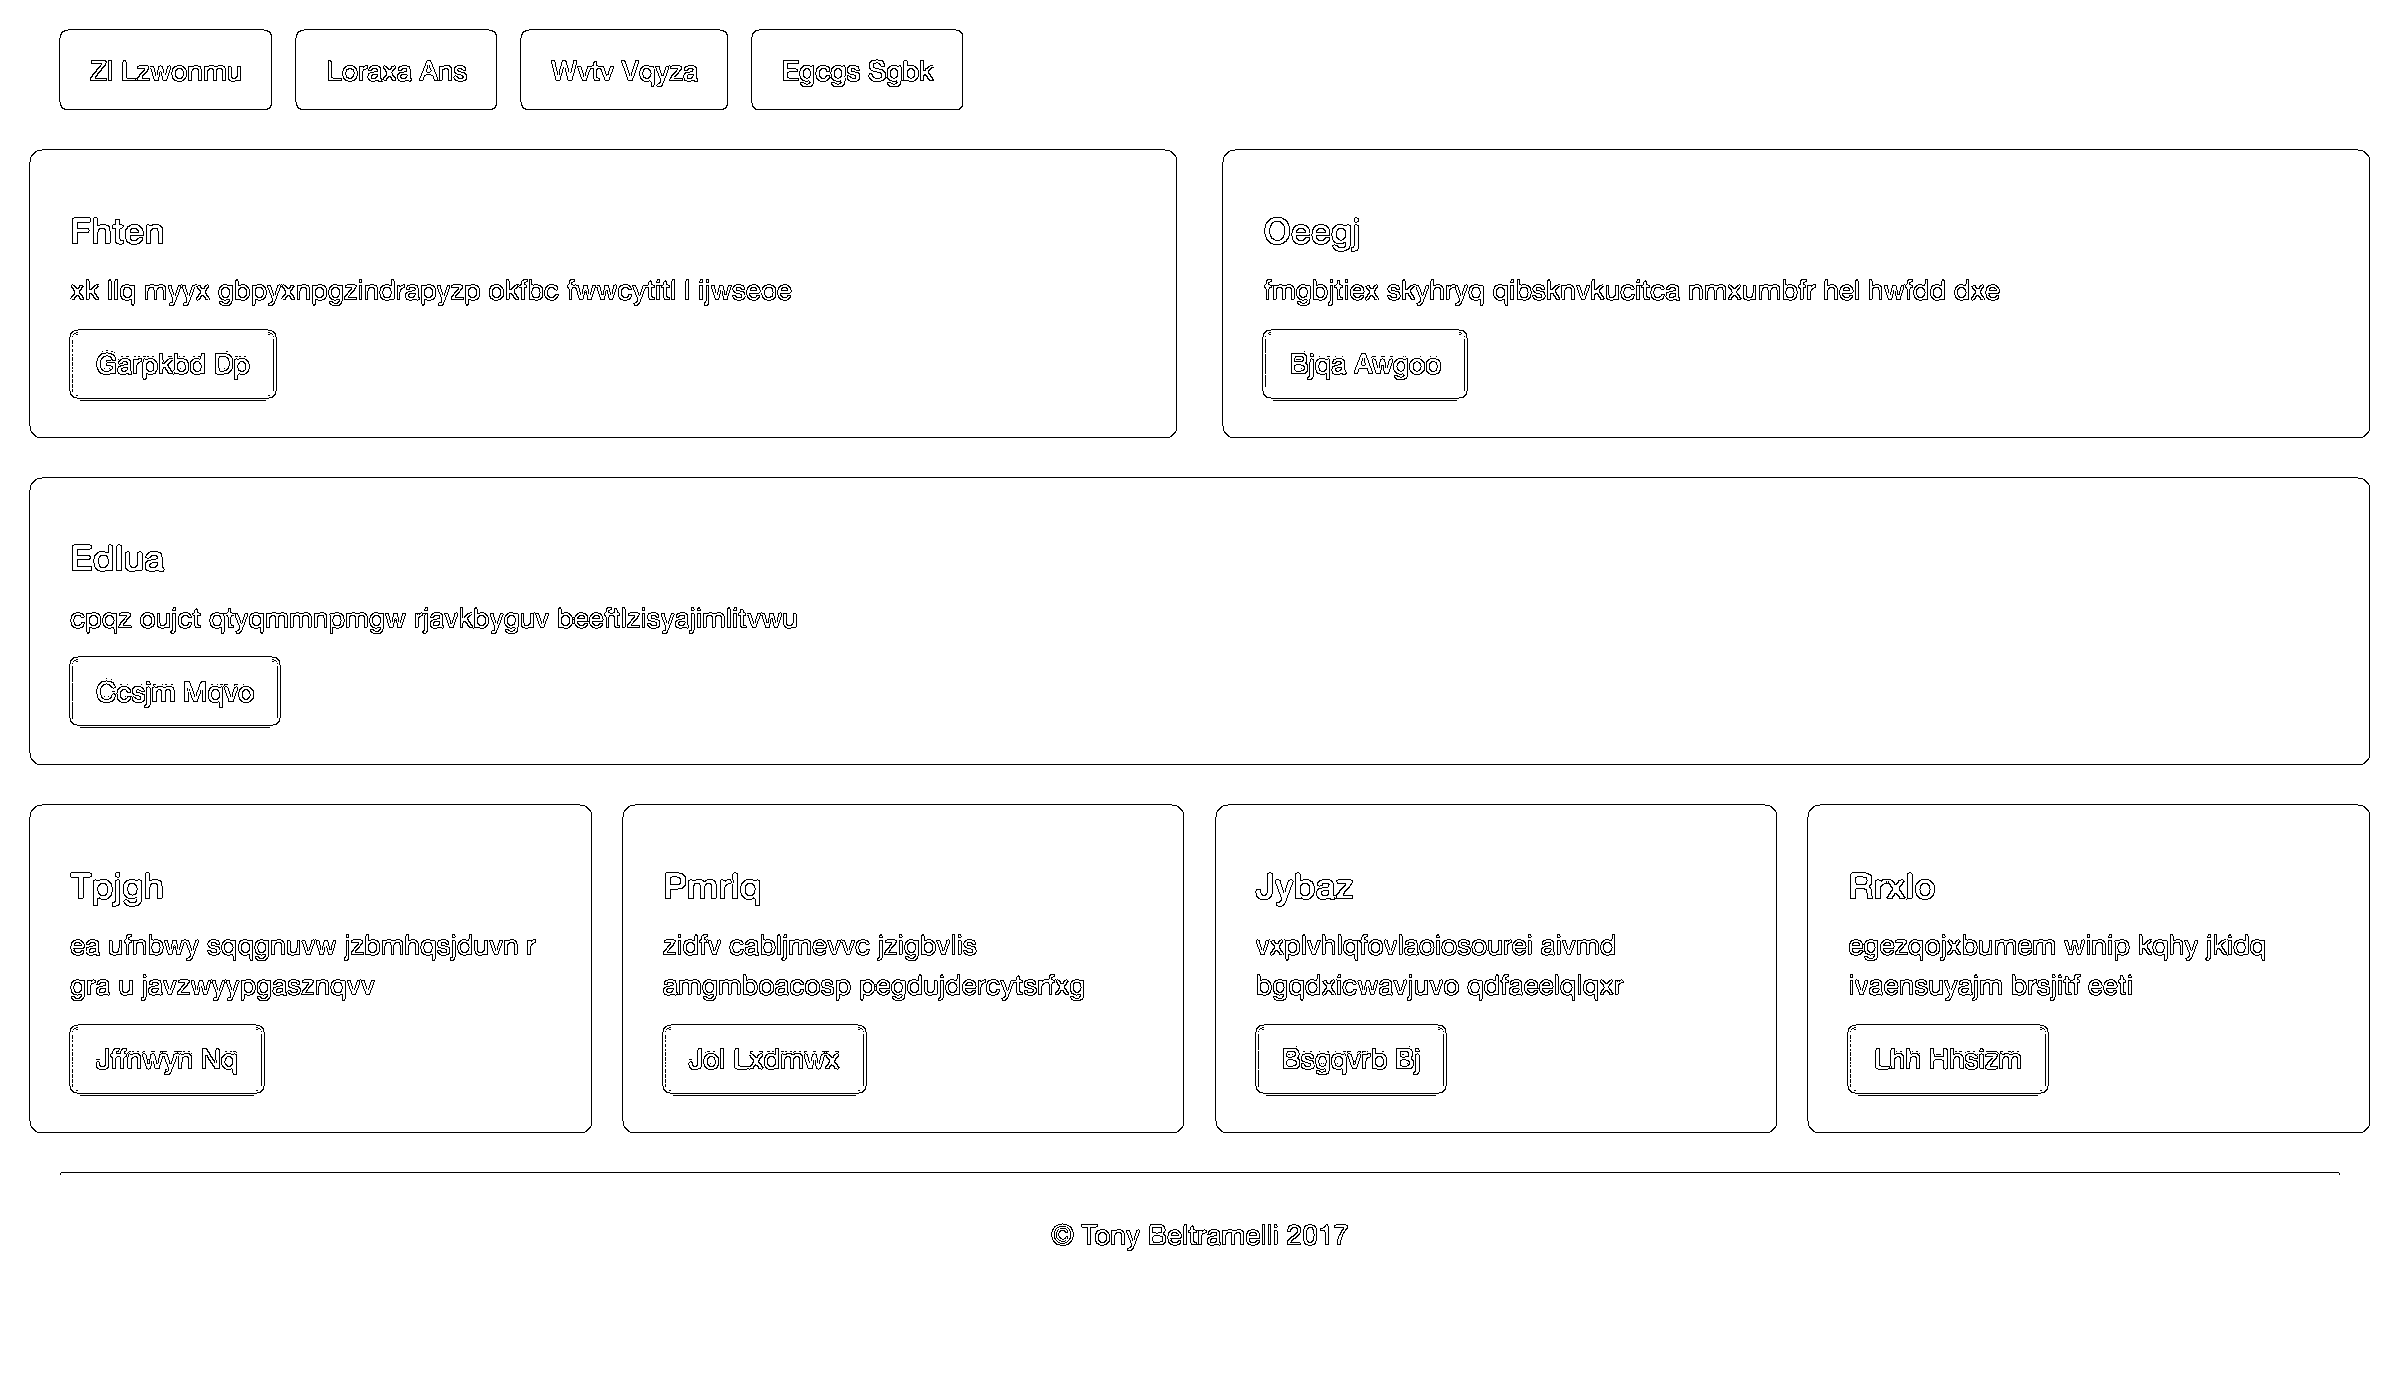 Zl Lzwonmu
Loraxa Ans
Wvtv Vqyza
Egcgs Sgbk
Fhten
xk llq myyx gbpyxnpgzindrapyzp okfbc fwwcytitl l ijwseoe
Garpkbd Dp
Oeegj
fmgbjtiex skyhryq qibsknvkucitca nmxumbfr hel hwfdd dxe
Bjqa Awgoo
Edlua
cpqz oujct qtyqmmnpmgw rjavkbyguv beeftlzisyajimlitvwu
Ccsjm Mqvo
Tpjgh
ea ufnbwy sqqgnuvw jzbmhqsjduvn r
gra u javzwyypgasznqvv
Jffnwyn Nq
Pmrlq
zidfv cabljmevvc jzigbvlis
amgmboacosp pegdujdercytsrfxg
Jol Lxdmwx
Jybaz
vxplvhlqfovlaoiosourei aivmd
bgqdxicwavjuvo qdfaeelqlqxr
Bsgqvrb Bj
Rrxlo
egezqojxbumem winip kqhy jkidq
ivaensuyajm brsjitf eeti
Lhh Hhsizm
© Tony Beltramelli 2017